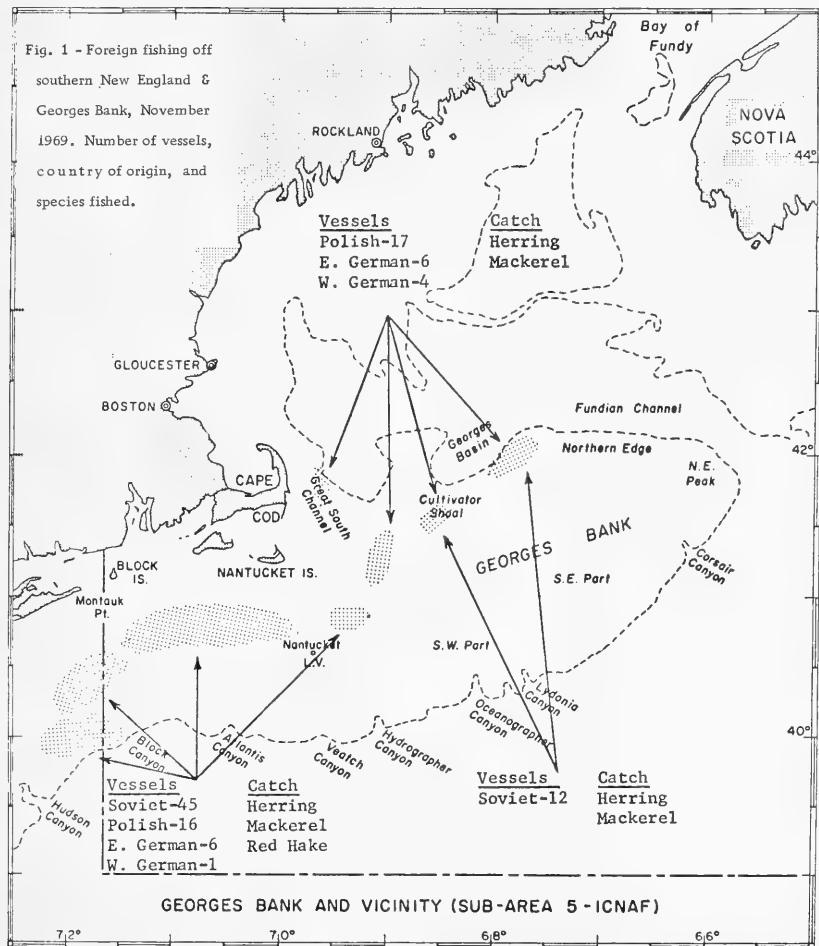 Fig. 1 - Foreign fishing off
southern New England &
Georges Bank, November
1969. Number of vessels,
country of origin, and
species fished.
Bay of
Fundy
NOVA
SCOTIA
ROCKLAND
44°
Vessels
Polish-17
E. German-6
W. German-4
Catch
Herring
Mackerel
GLOUCESTER
BOSTON
Fundian Channel
Georges
Basin
Northern Edge
42°
N.E.
Peak
CAPE
COD
Great South
Channel
Cultivator
Shoal
GEORGES BANK
Corsair
Canyon
BLOCK
IS.
NANTUCKET IS.
S.E. Part
Montauk
Pt.
Nantucket
L.V.
S.W. Part
Lydonia
Canyon
Oceanographer
Canyon
40°
Block
Canyon
Atlantis
Canyon
Veatch
Canyon
Hydrographer
Canyon
Hudson
Canyon
Vessels
Soviet-45
Polish-16
E. German-6
W. German-1
Catch
Herring
Mackerel
Red Hake
Vessels
Soviet-12
Catch
Herring
Mackerel
GEORGES BANK AND VICINITY (SUB-AREA 5-ICNAF)
72° 70° 68° 66°